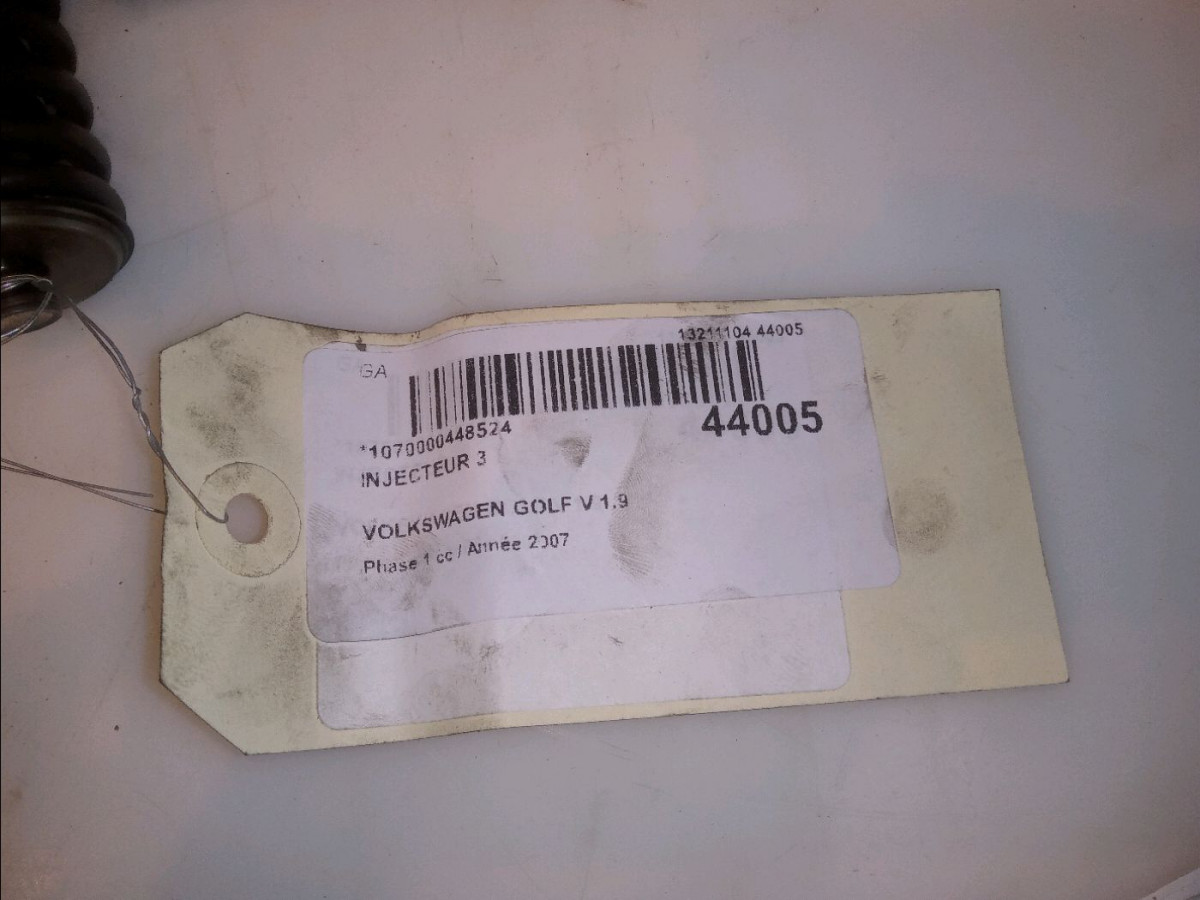 13211104 44005
GA
44005
*1070000448524
INJECTEUR 3
VOLKSWAGEN GOLF V 1.9
Phase 1 cc / Année 2007